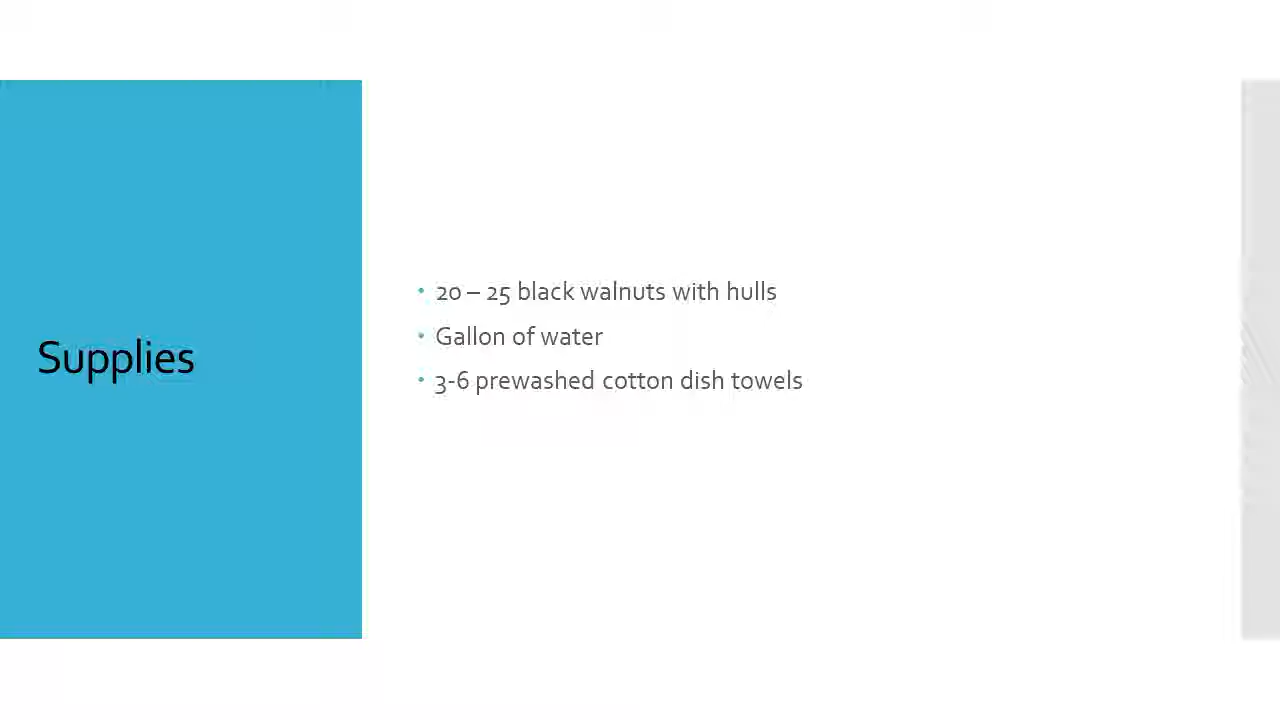 Supplies
20 – 25 black walnuts with hulls
Gallon of water
3-6 prewashed cotton dish towels